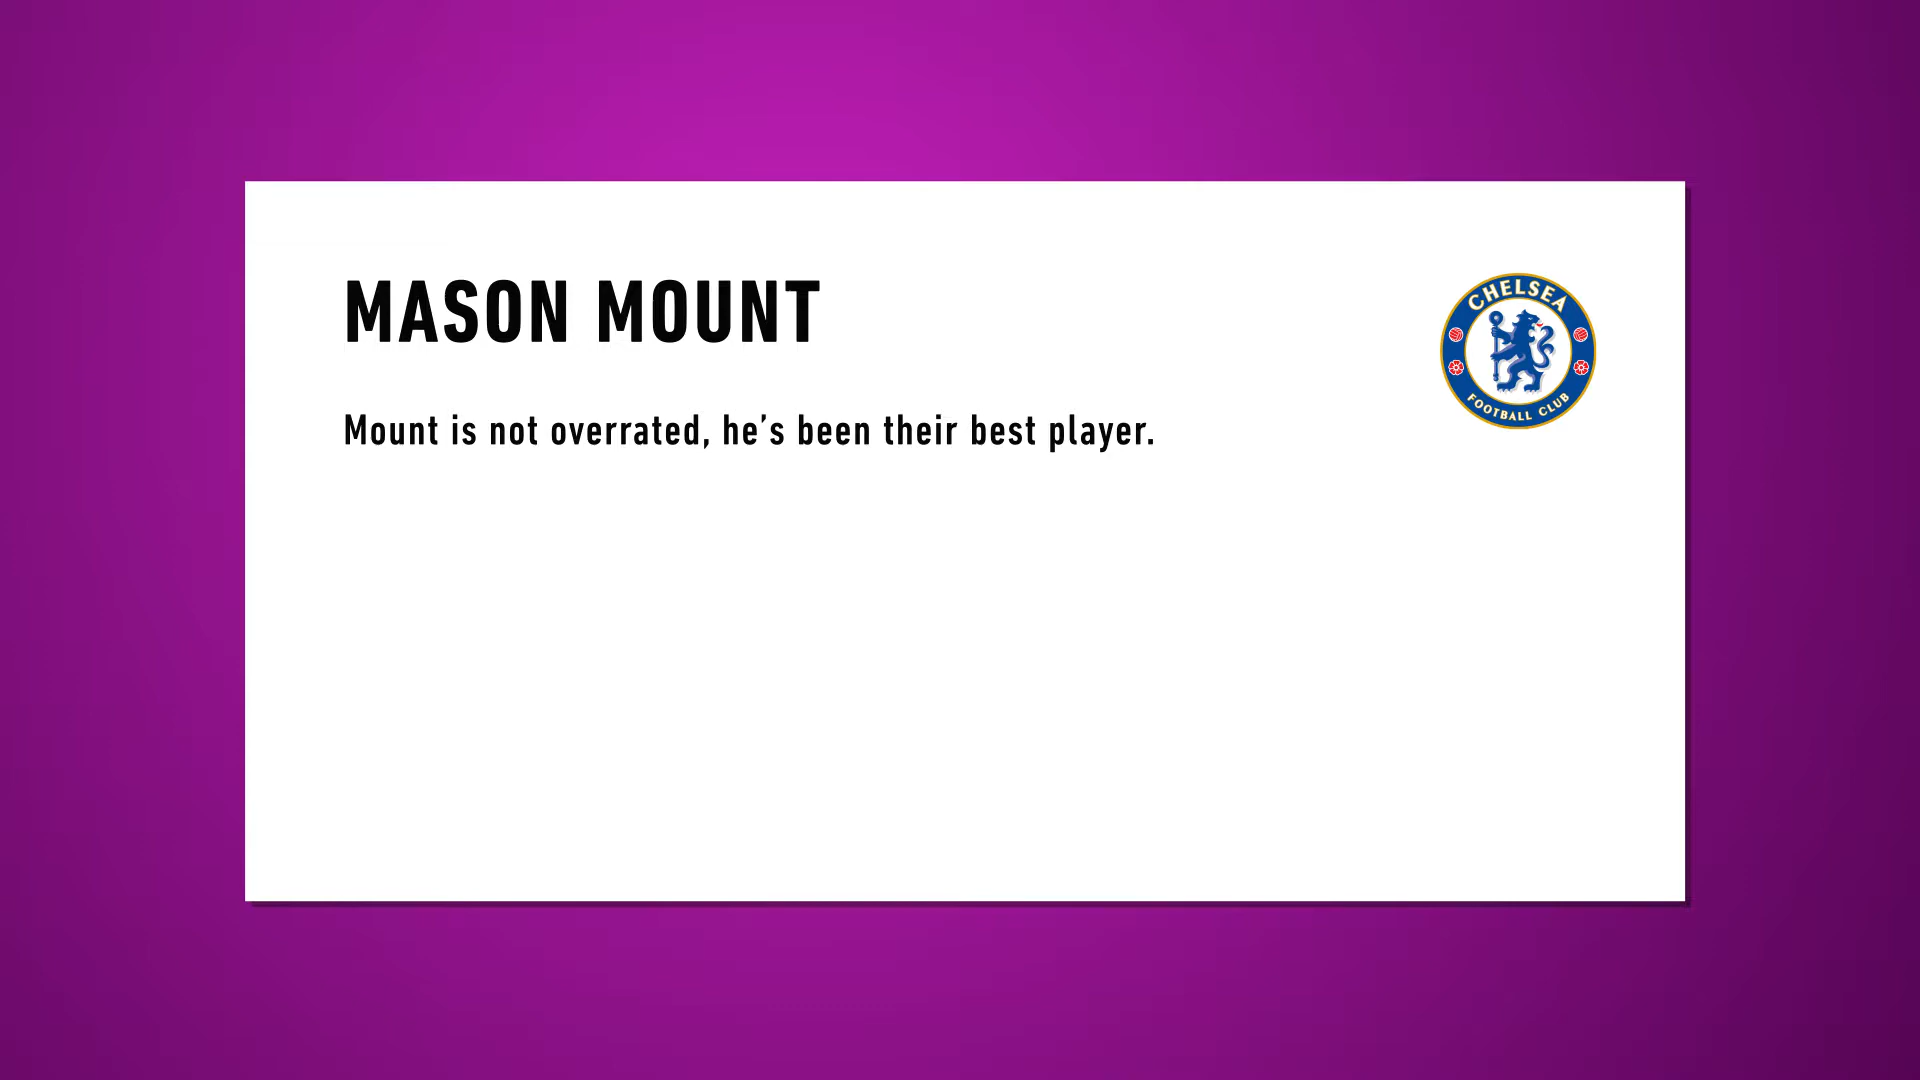 MASON MOUNT
CHELSEA
FOOTBALL CLUB
Mount is not overrated, he’s been their best player.